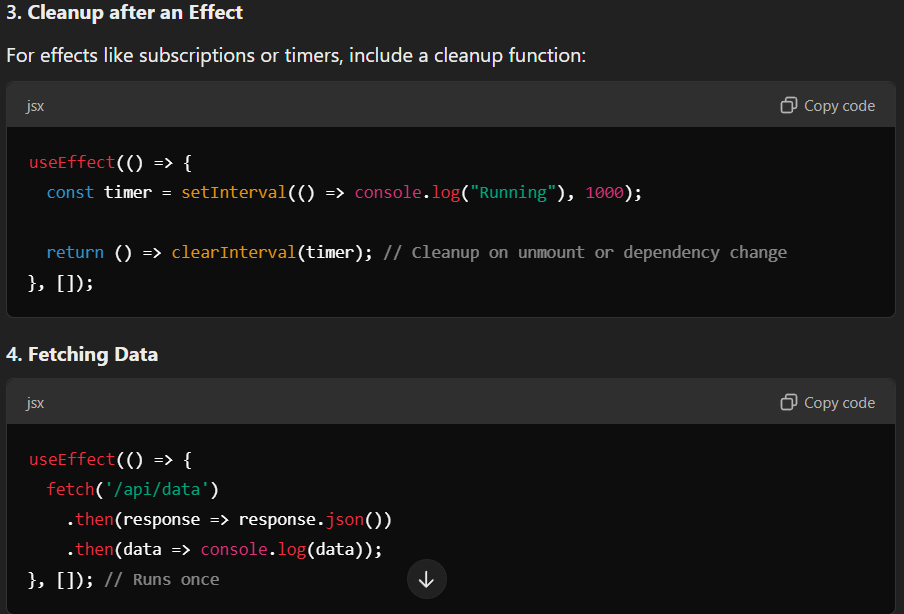 3. Cleanup after an Effect
For effects like subscriptions or timers, include a cleanup function:
jsx
Copy code
useEffect(() => {
  const timer = setInterval(() => console.log("Running"), 1000);
  return () => clearInterval(timer); // Cleanup on unmount or dependency change
}, []);
4. Fetching Data
jsx
Copy code
useEffect(() => {
  fetch('/api/data')
    .then(response => response.json())
    .then(data => console.log(data));
}, []); // Runs once